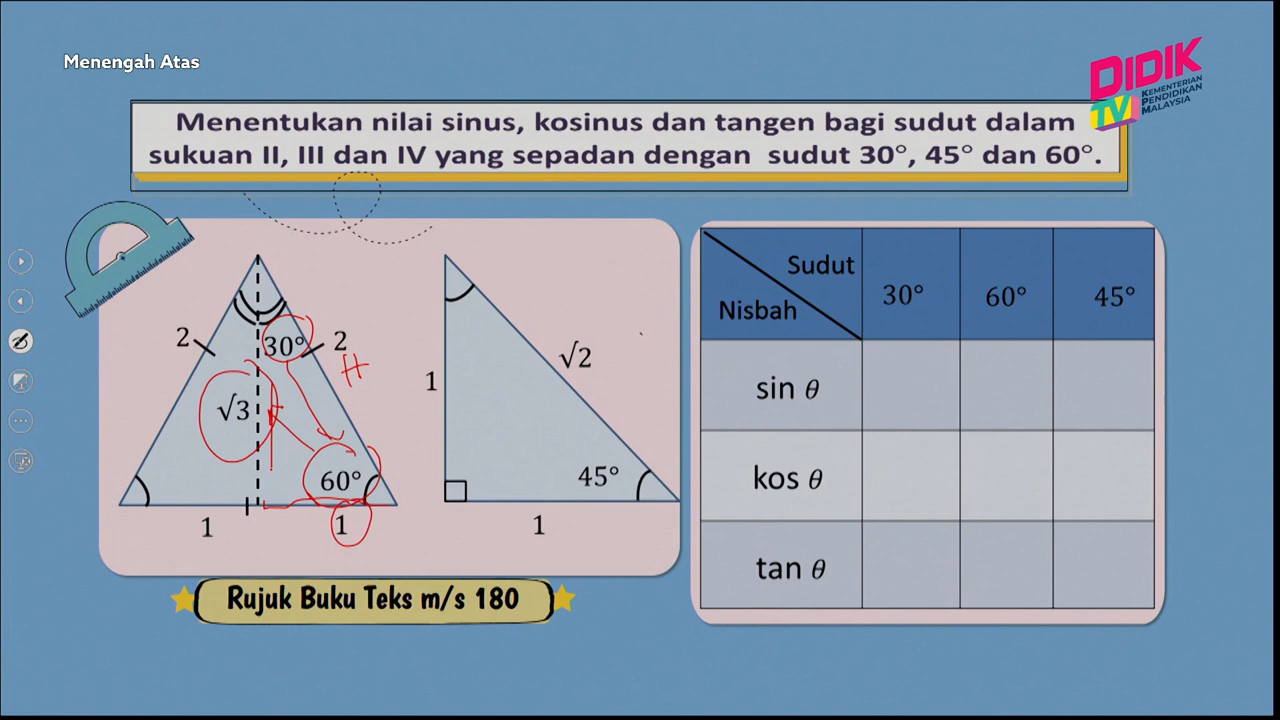 Menengah Atas
DIDIK
TV
KEMENTERIAN
PENDIDIKAN
MALAYSIA
Menentukan nilai sinus, kosinus dan tangen bagi sudut dalam
sukuan II, III dan IV yang sepadan dengan sudut 30°, 45° dan 60°.
2
30°
2
H
√3
60°
1
1
1
√2
45°
1
Rujuk Buku Teks m/s 180
Sudut
Nisbah
30°
60°
45°
sin θ
kos θ
tan θ